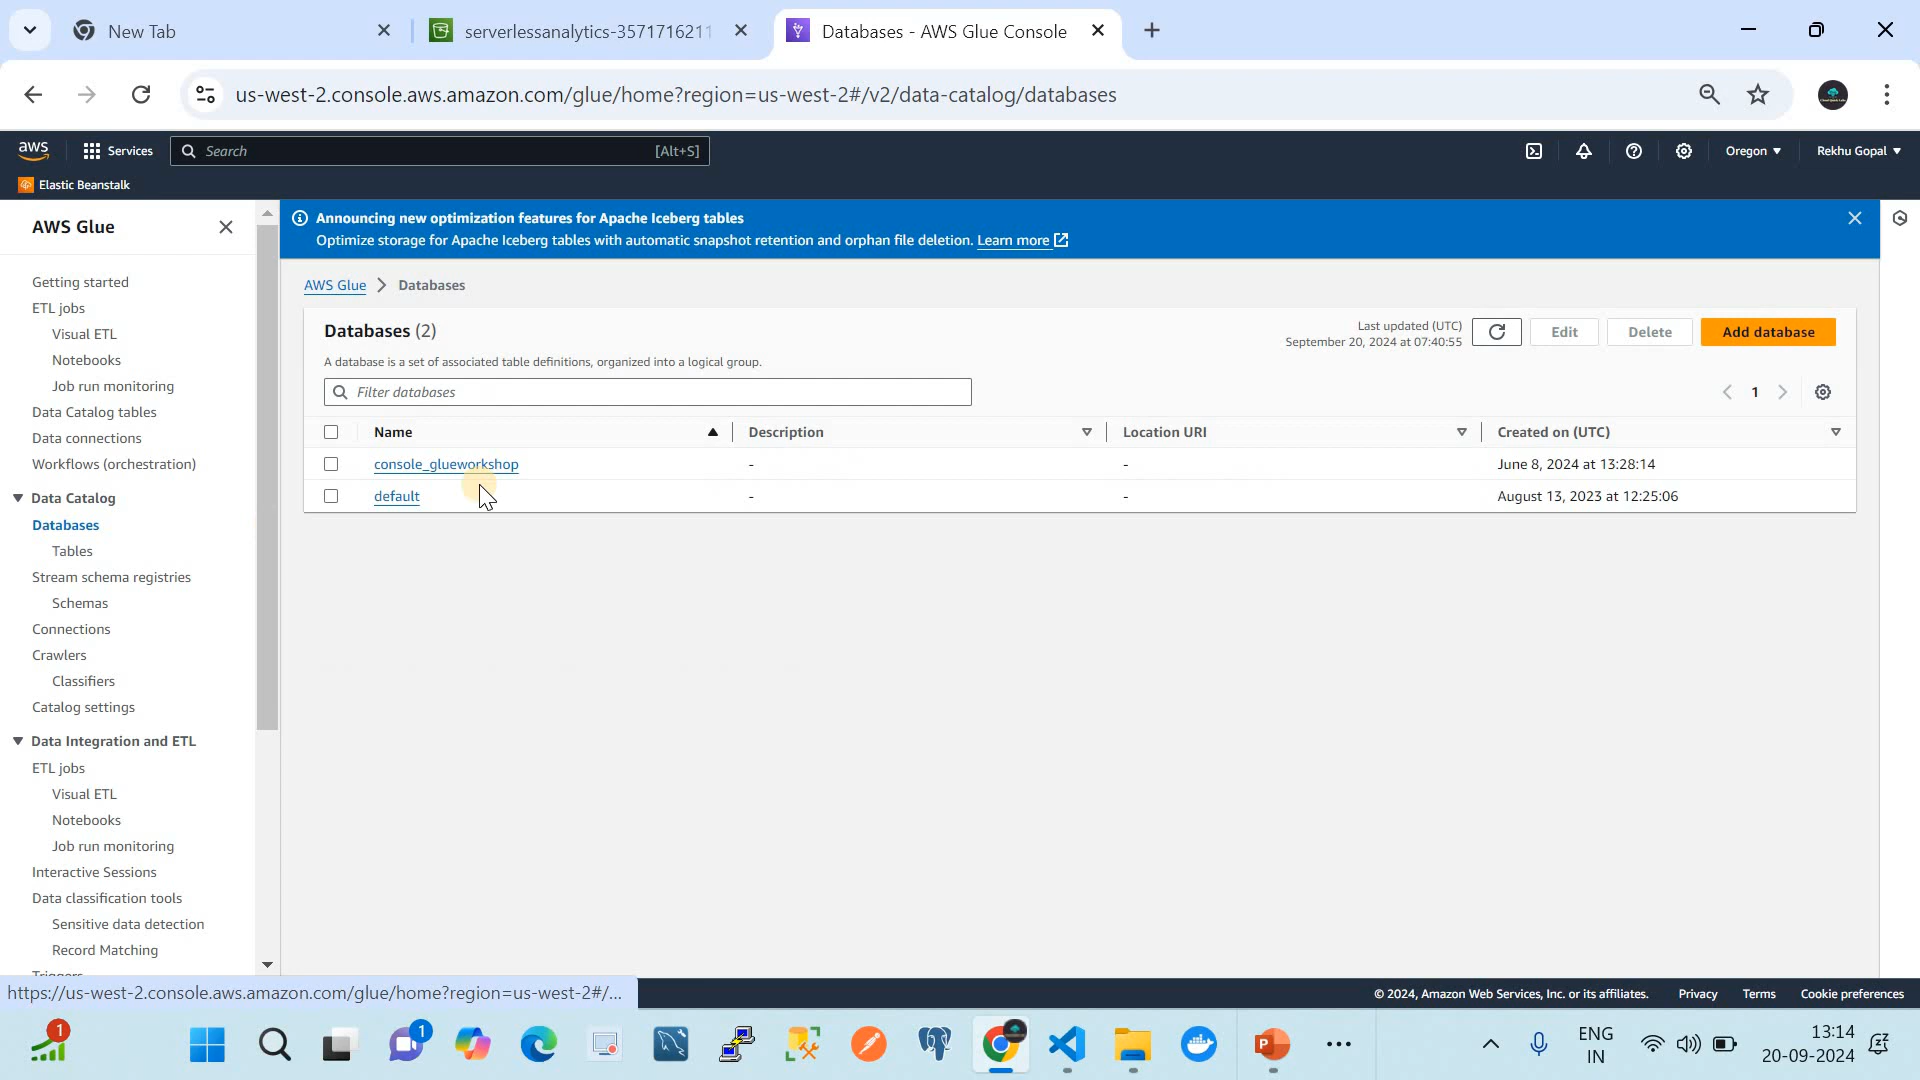 New Tab
serverlessanalytics-3571716211
Databases - AWS Glue Console
us-west-2.console.aws.amazon.com/glue/home?region=us-west-2#/v2/data-catalog/databases
aws
Services
Search
[Alt+S]
Oregon
Rekhu Gopal
Elastic Beanstalk
AWS Glue
Getting started
ETL jobs
Visual ETL
Notebooks
Job run monitoring
Data Catalog tables
Data connections
Workflows (orchestration)
Data Catalog
Databases
Tables
Stream schema registries
Schemas
Connections
Crawlers
Classifiers
Catalog settings
Data Integration and ETL
ETL jobs
Visual ETL
Notebooks
Job run monitoring
Interactive Sessions
Data classification tools
Sensitive data detection
Record Matching
Triggers
Announcing new optimization features for Apache Iceberg tables
Optimize storage for Apache Iceberg tables with automatic snapshot retention and orphan file deletion. Learn more
AWS Glue > Databases
Databases (2)
Last updated (UTC)
September 20, 2024 at 07:40:55
Edit
Delete
Add database
A database is a set of associated table definitions, organized into a logical group.
Filter databases
1
Name Description Location URI Created on (UTC)
console_glueworkshop - - June 8, 2024 at 13:28:14
default - - August 13, 2023 at 12:25:06
https://us-west-2.console.aws.amazon.com/glue/home?region=us-west-2#/...
© 2024, Amazon Web Services, Inc. or its affiliates. Privacy Terms Cookie preferences
1
1
ENG
IN
13:14
20-09-2024